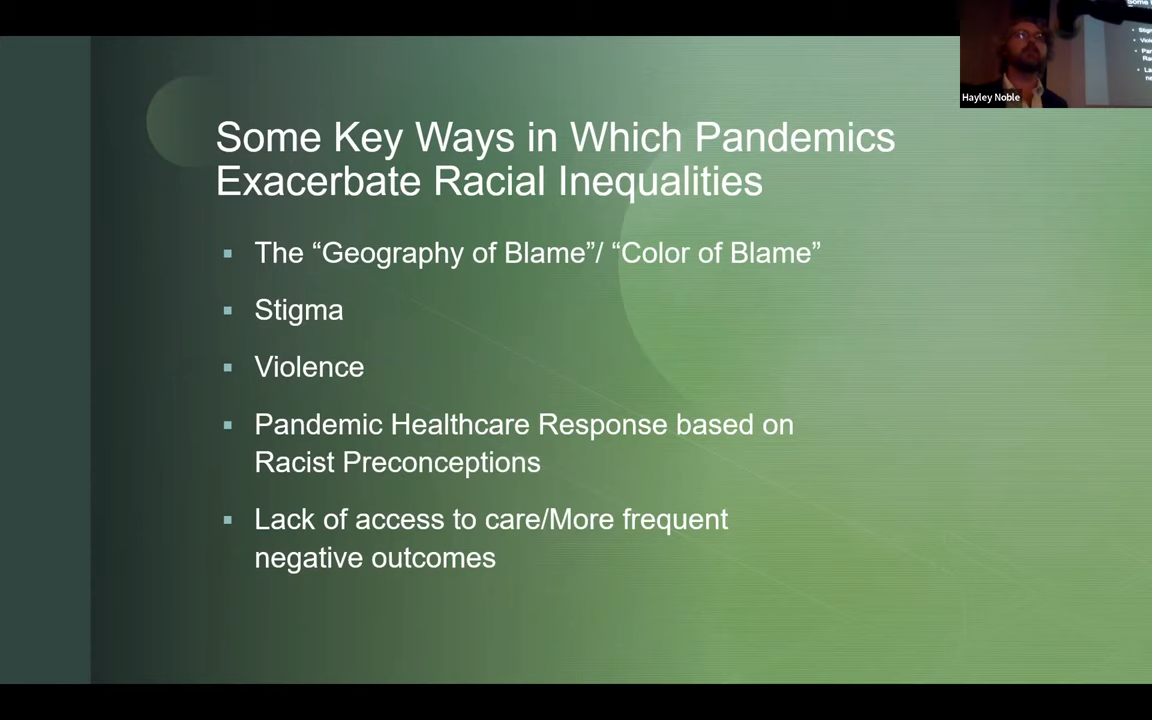 Some Key Ways in Which Pandemics
Exacerbate Racial Inequalities
▪ The “Geography of Blame”/ “Color of Blame”
▪ Stigma
▪ Violence
▪ Pandemic Healthcare Response based on
Racist Preconceptions
▪ Lack of access to care/More frequent
negative outcomes
Hayley Noble